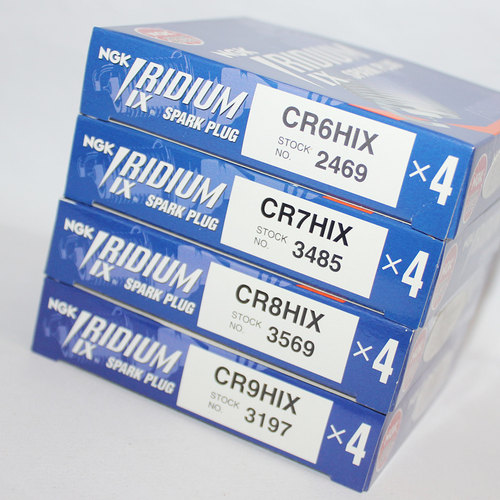 NGK IRIDIUM IX SPARK PLUG
CR6HIX
STOCK NO. 2469
×4
NGK IRIDIUM IX SPARK PLUG
CR7HIX
STOCK NO. 3485
×4
NGK IRIDIUM IX SPARK PLUG
CR8HIX
STOCK NO. 3569
×4
NGK IRIDIUM IX SPARK PLUG
CR9HIX
STOCK NO. 3197
×4